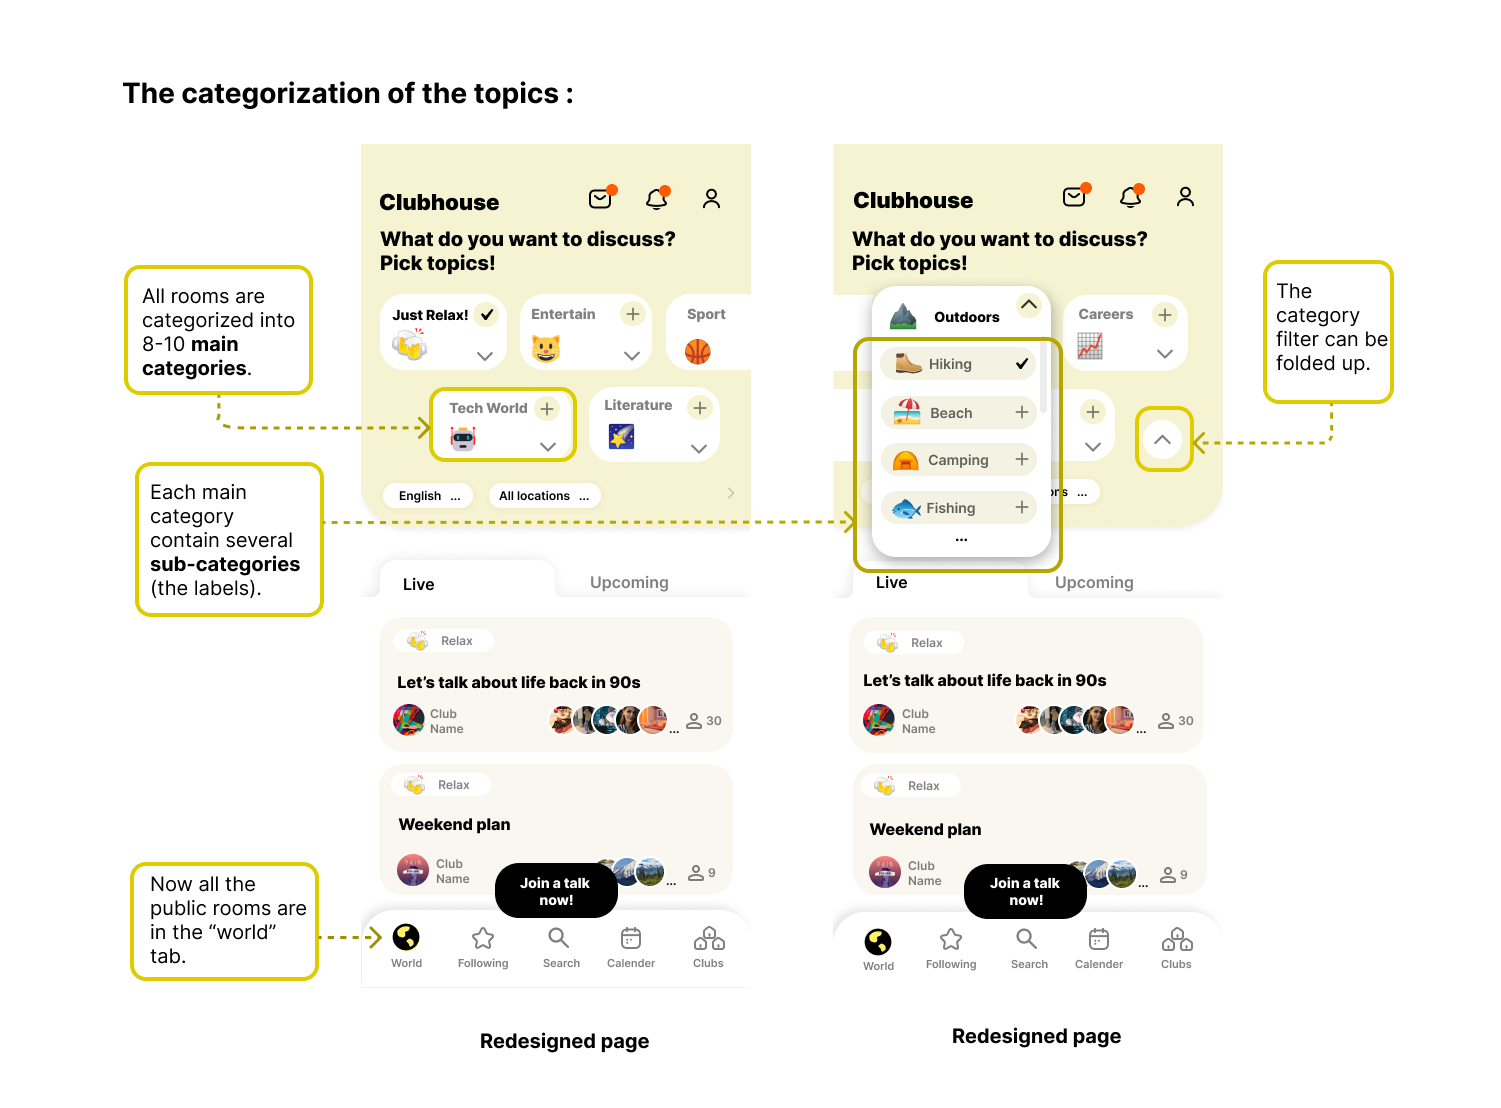 The categorization of the topics :
All rooms are
categorized into
8-10 main
categories.
Each main
category
contain several
sub-categories
(the labels).
Now all the
public rooms are
in the “world”
tab.
Clubhouse
What do you want to discuss?
Pick topics!
Just Relax!
Entertain
Sport
Tech World
Literature
English ...
All locations ...
Live
Upcoming
Relax
Let’s talk about life back in 90s
Club
Name
... 30
Relax
Weekend plan
Club
Name
... 9
Join a talk
now!
World
Following
Search
Calender
Clubs
Redesigned page
Clubhouse
What do you want to discuss?
Pick topics!
Outdoors
Careers
Hiking
Beach
Camping
Fishing
...
ons ...
Live
Upcoming
Relax
Let’s talk about life back in 90s
Club
Name
... 30
Relax
Weekend plan
Club
Name
... 9
Join a talk
now!
World
Following
Search
Calender
Clubs
Redesigned page
The
category
filter can be
folded up.